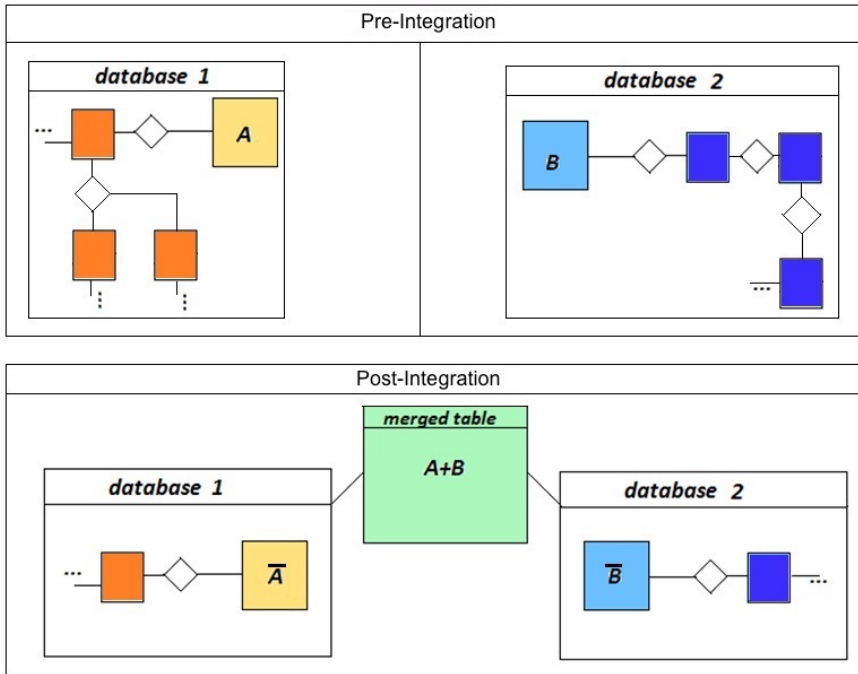 Pre-Integration
database 1
database 2
...
A
B
...
...
...
Post-Integration
merged table
A+B
database 1
database 2
...
A̅
B̅
...